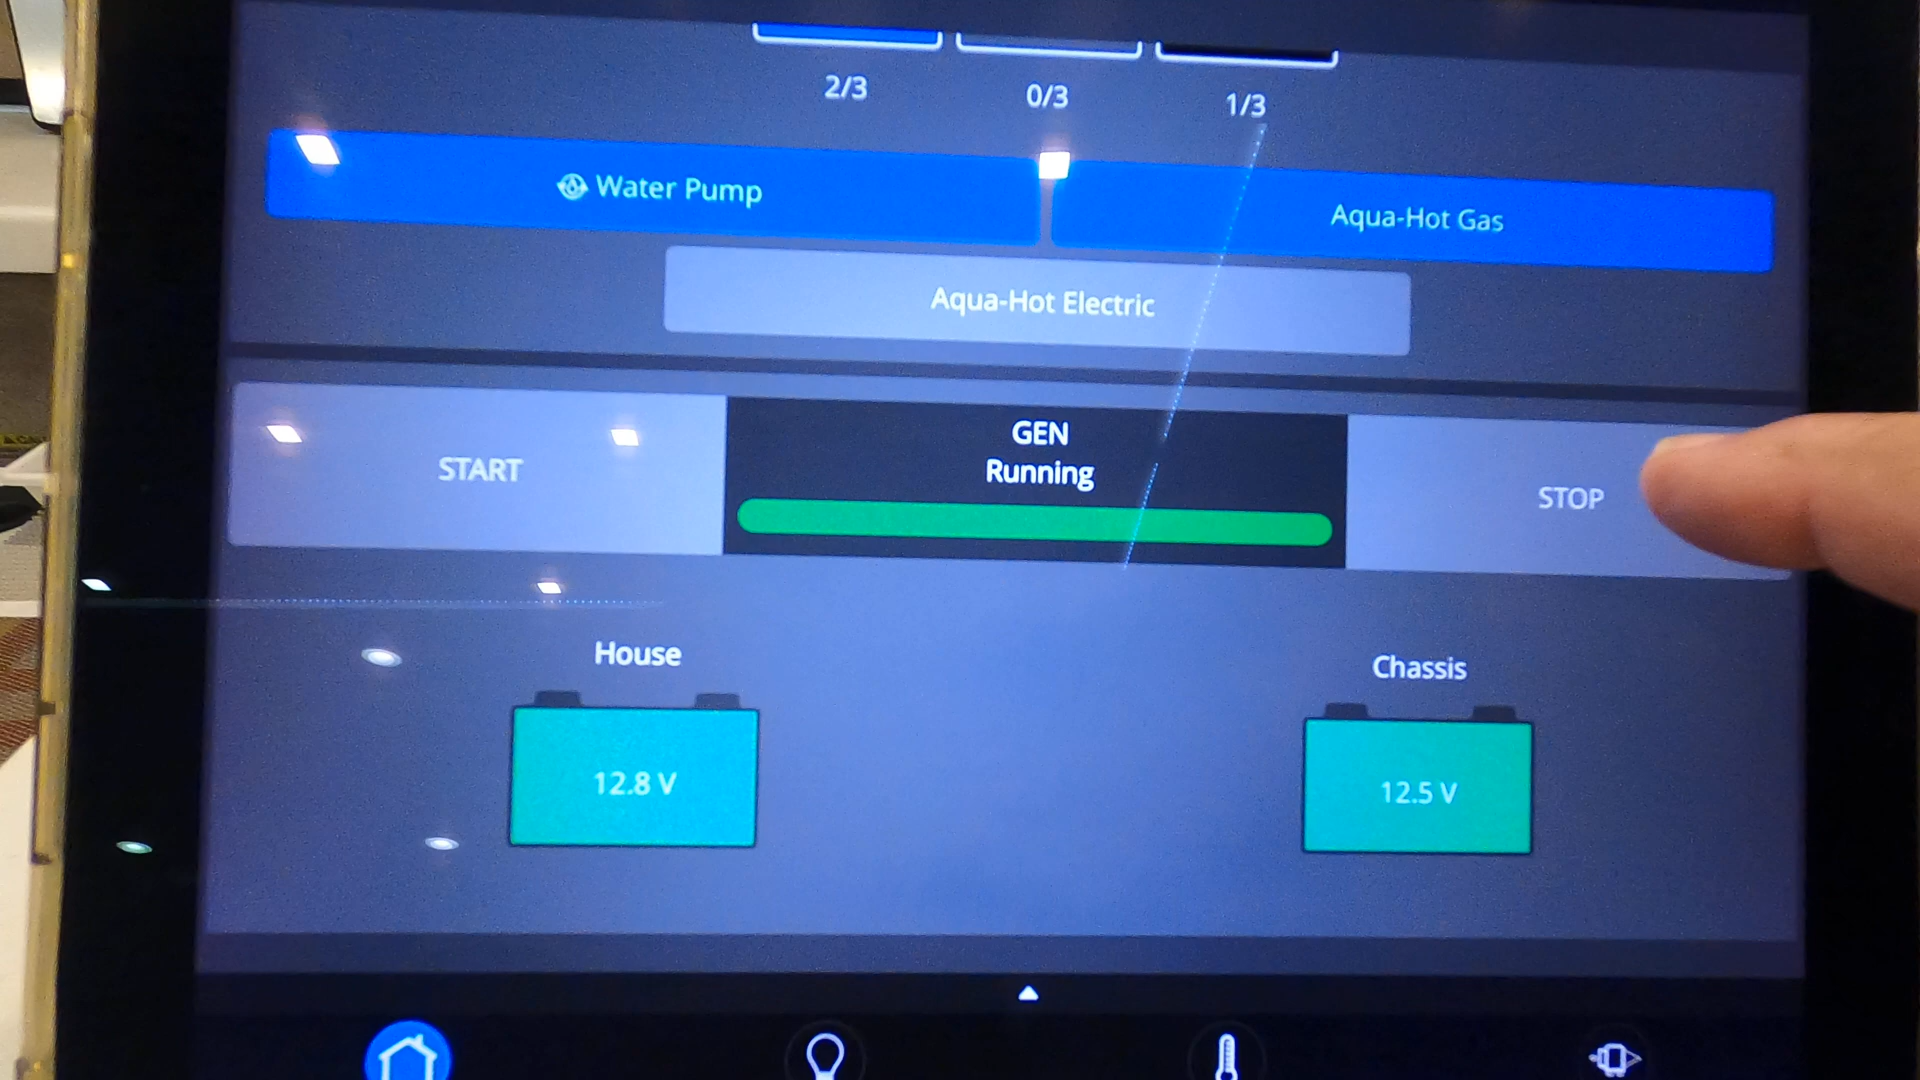 2/3
0/3
1/3
Water Pump
Aqua-Hot Gas
Aqua-Hot Electric
START
GEN
Running
STOP
House
Chassis
12.8 V
12.5 V